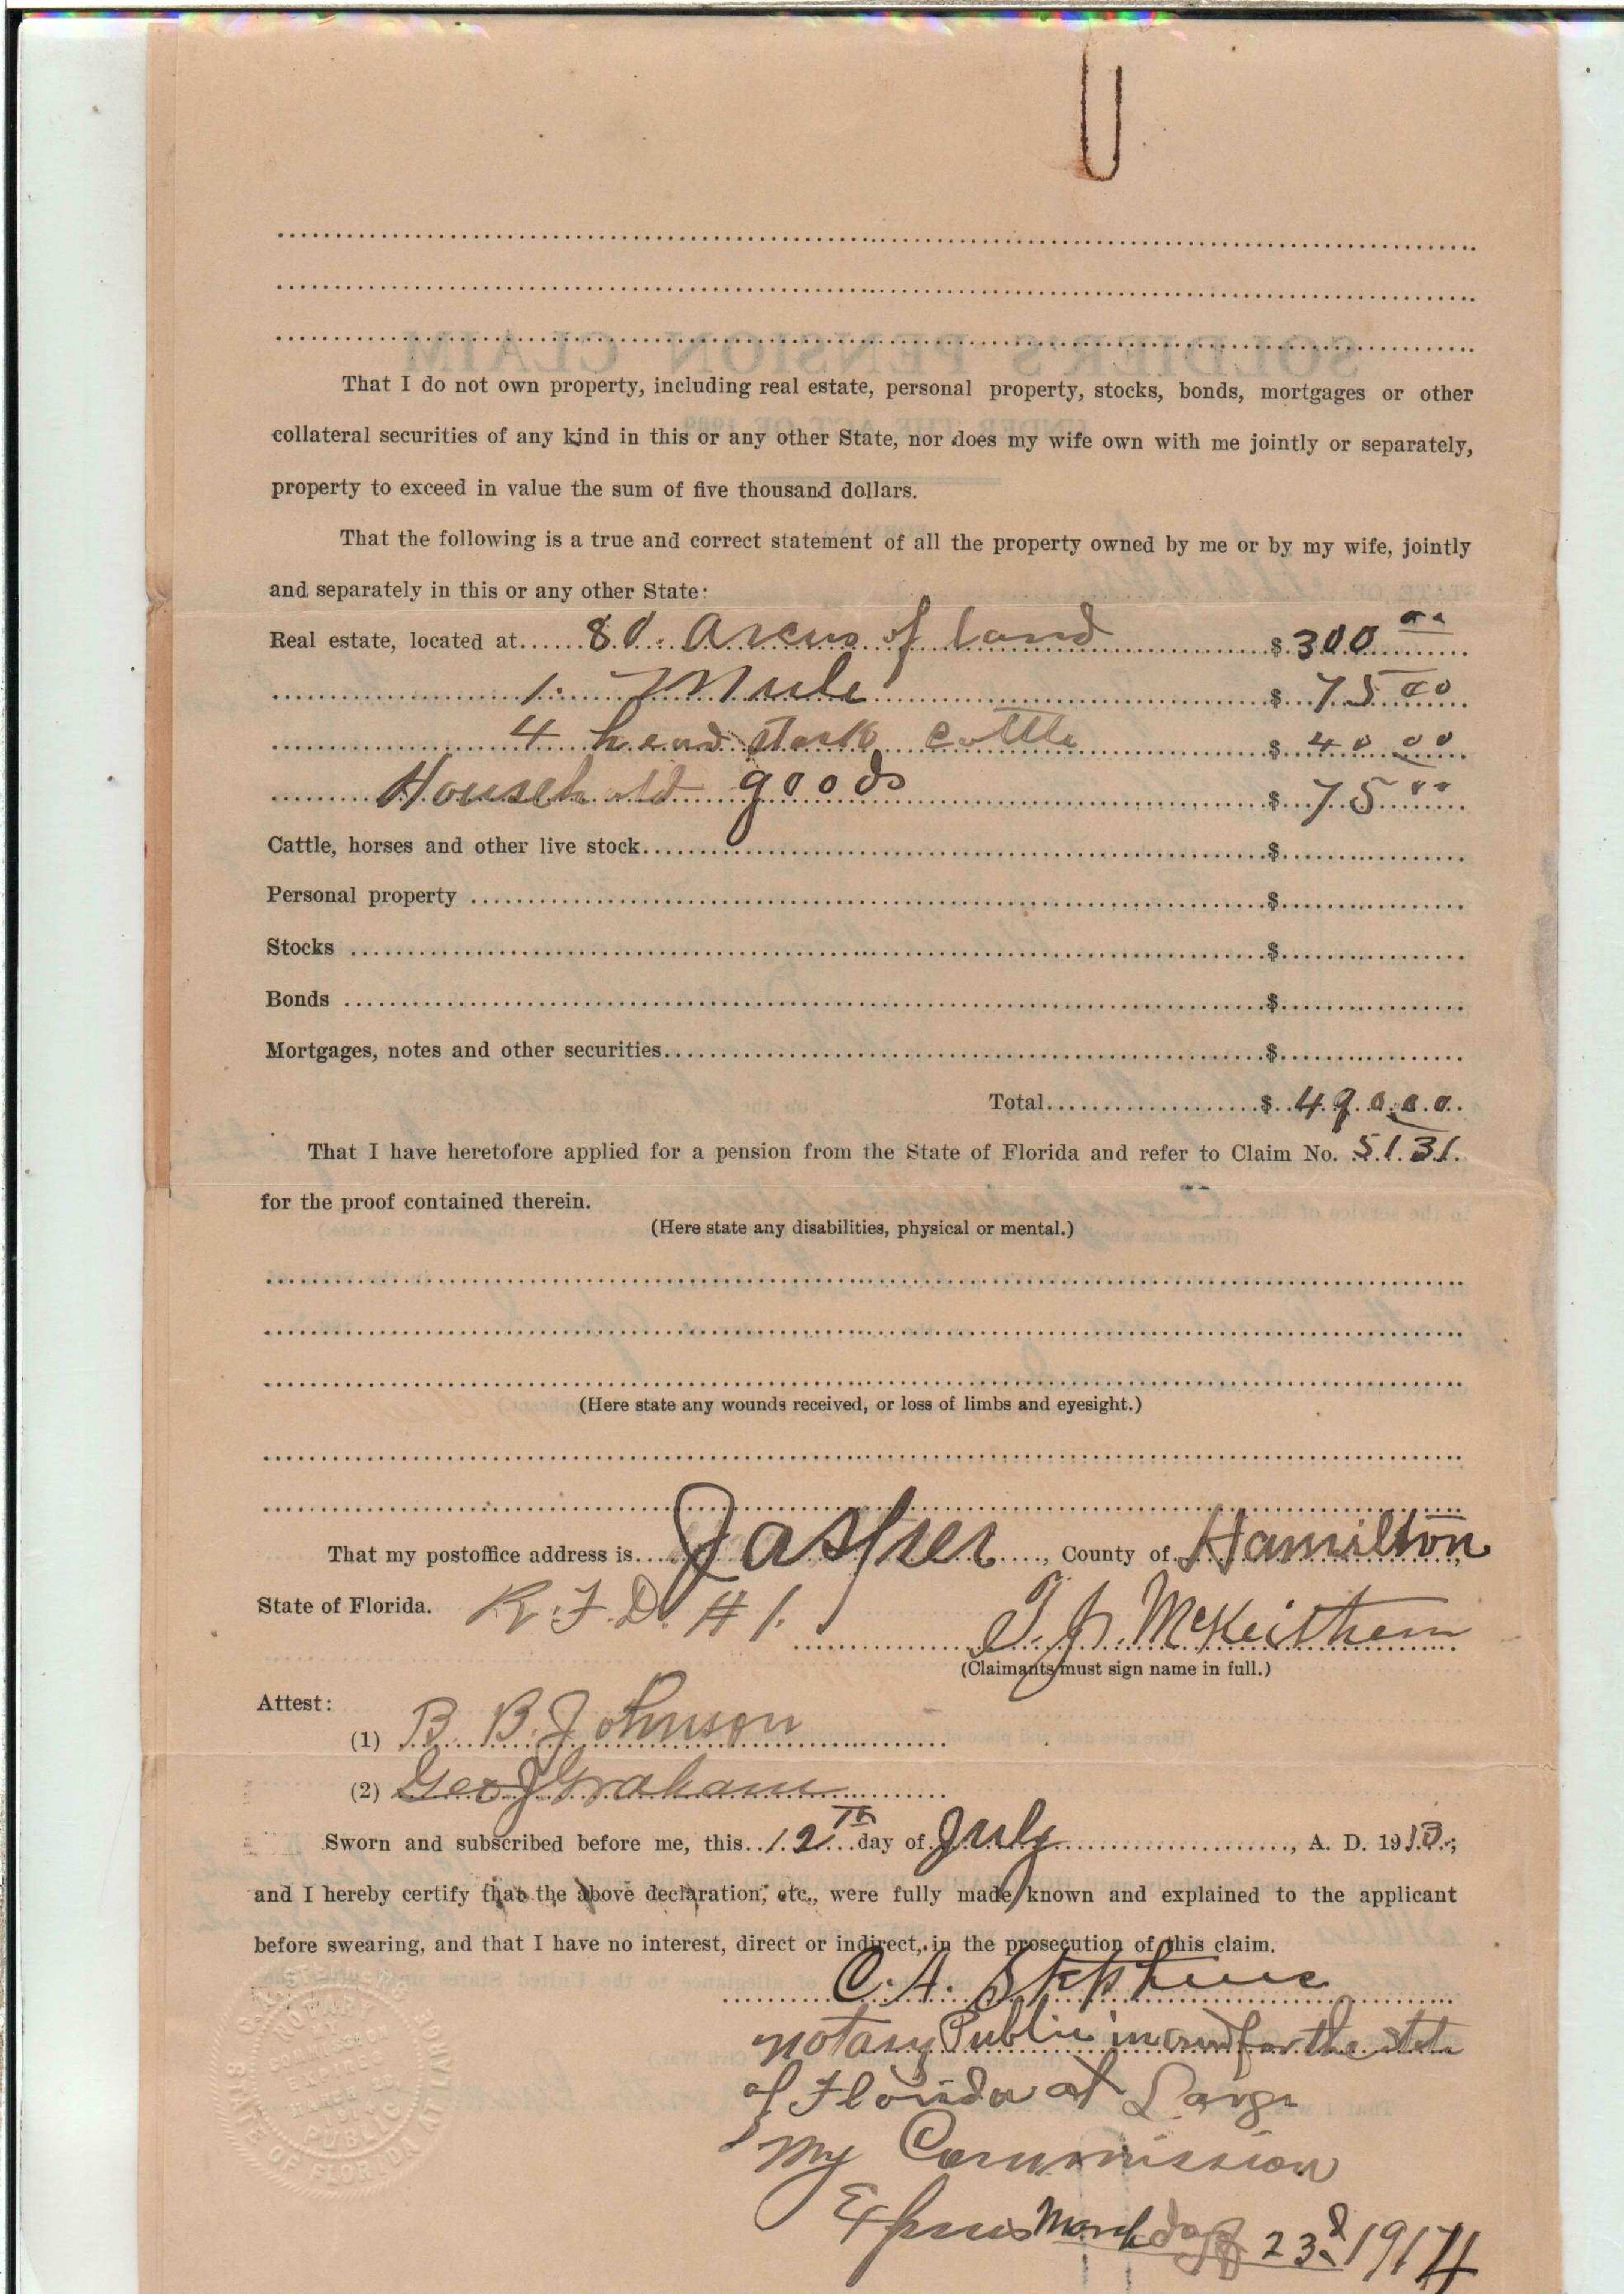 That I do not own property, including real estate, personal property, stocks, bonds, mortgages or other
collateral securities of any kind in this or any other State, nor does my wife own with me jointly or separately,
property to exceed in value the sum of five thousand dollars.
That the following is a true and correct statement of all the property owned by me or by my wife, jointly
and separately in this or any other State:
Real estate, located at 80 Arcus of land $ 300 00
1 Mule $ 75 00
4 head stock cattle $ 40 00
Household goods $ 75 00
Cattle, horses and other live stock $
Personal property $
Stocks $
Bonds $
Mortgages, notes and other securities $
Total $ 490.00
That I have heretofore applied for a pension from the State of Florida and refer to Claim No. 5131.
for the proof contained therein.
(Here state any disabilities, physical or mental.)
(Here state any wounds received, or loss of limbs and eyesight.)
That my postoffice address is Jasper, County of Hamilton
State of Florida. R.F.D. # 1. T. J. McKeithen
(Claimants must sign name in full.)
Attest:
(1) B. B. Johnson
(2) Geo J Graham
Sworn and subscribed before me, this 12th day of July, A. D. 1913;
and I hereby certify that the above declaration, etc., were fully made known and explained to the applicant
before swearing, and that I have no interest, direct or indirect, in the prosecution of this claim.
C. A. Stephens
Notary Public in and for the state
of Florida at Large
My Commission
Expires March 23d 1914
NOTARY
PUBLIC
STATE OF FLORIDA AT LARGE